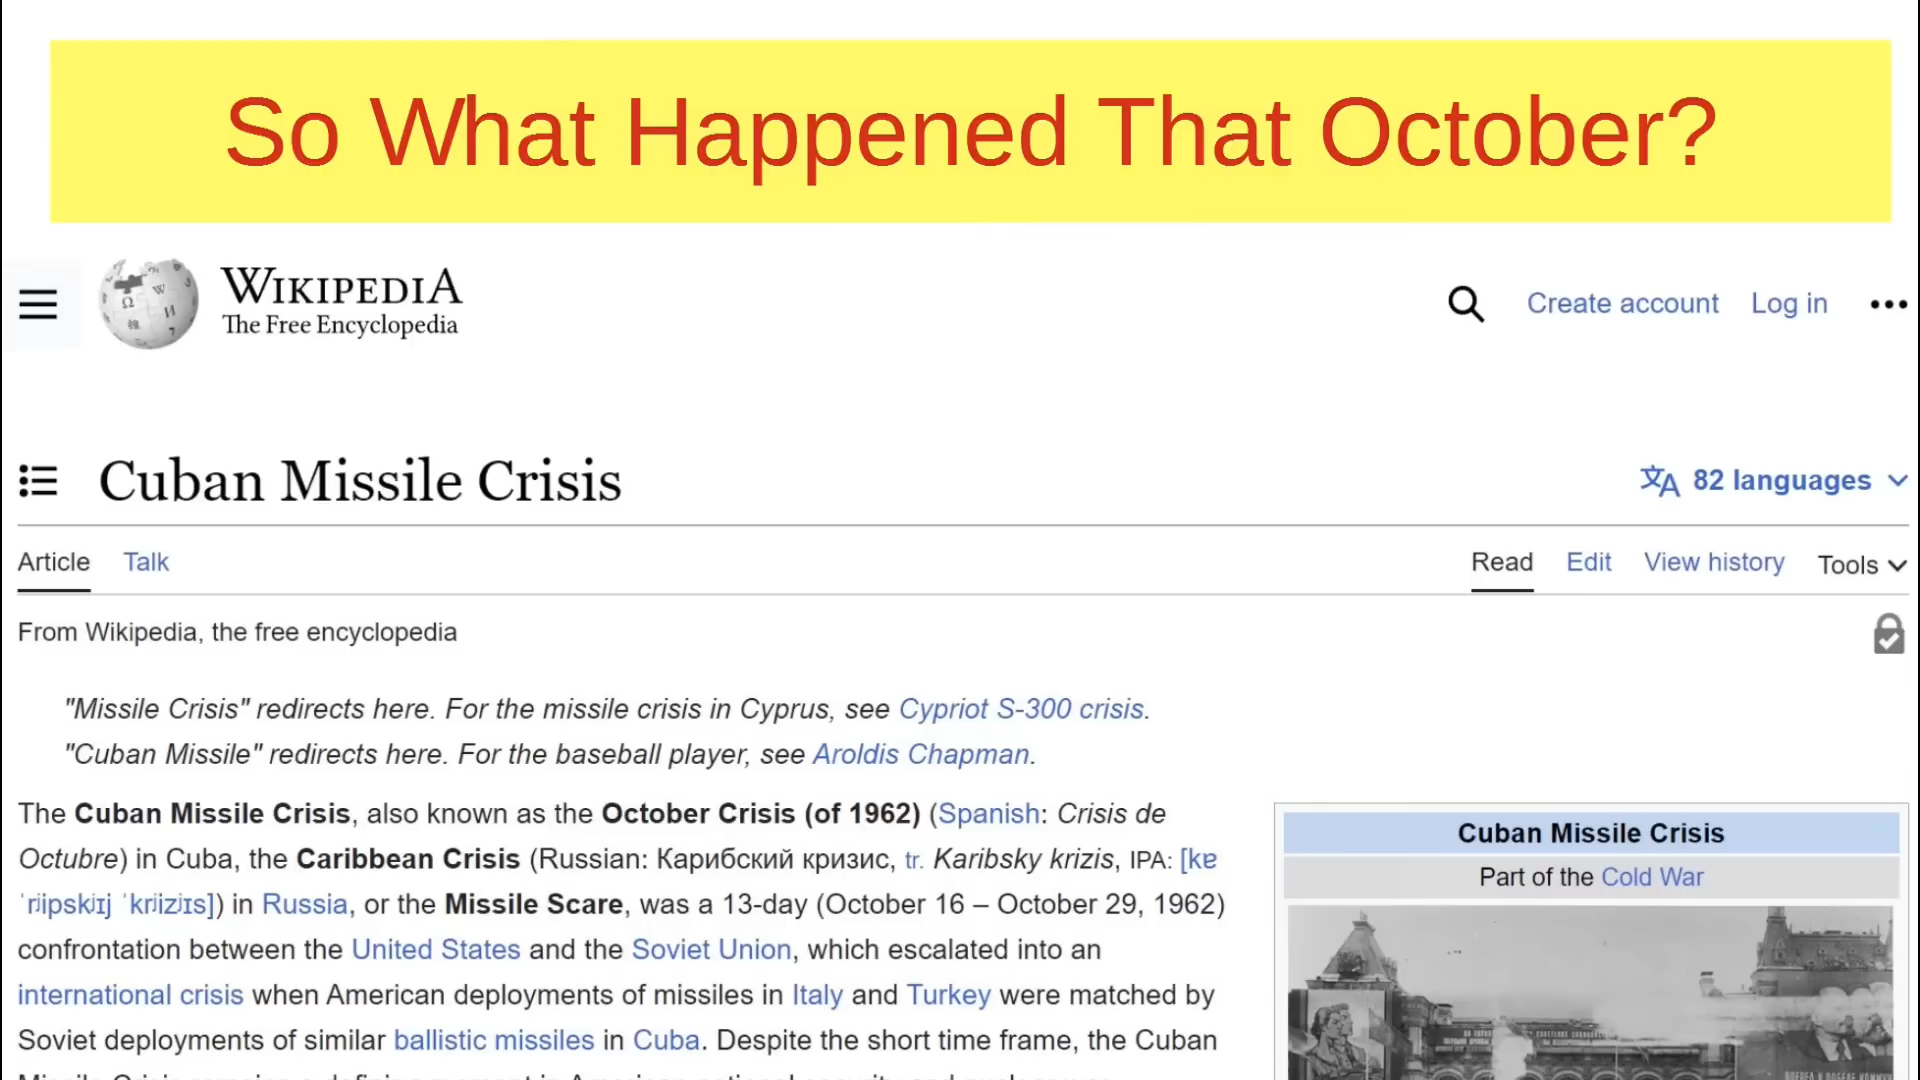 So What Happened That October?
WIKIPEDIA
The Free Encyclopedia
Create account Log in
Cuban Missile Crisis
82 languages
Article Talk
Read Edit View history Tools
From Wikipedia, the free encyclopedia
"Missile Crisis" redirects here. For the missile crisis in Cyprus, see Cypriot S-300 crisis.
"Cuban Missile" redirects here. For the baseball player, see Aroldis Chapman.
The Cuban Missile Crisis, also known as the October Crisis (of 1962) (Spanish: Crisis de
Octubre) in Cuba, the Caribbean Crisis (Russian: Карибский кризис, tr. Karibsky krizis, IPA: [kɐ
ˈrʲipskʲɪj ˈkrʲizʲɪs]) in Russia, or the Missile Scare, was a 13-day (October 16 – October 29, 1962)
confrontation between the United States and the Soviet Union, which escalated into an
international crisis when American deployments of missiles in Italy and Turkey were matched by
Soviet deployments of similar ballistic missiles in Cuba. Despite the short time frame, the Cuban
Cuban Missile Crisis
Part of the Cold War